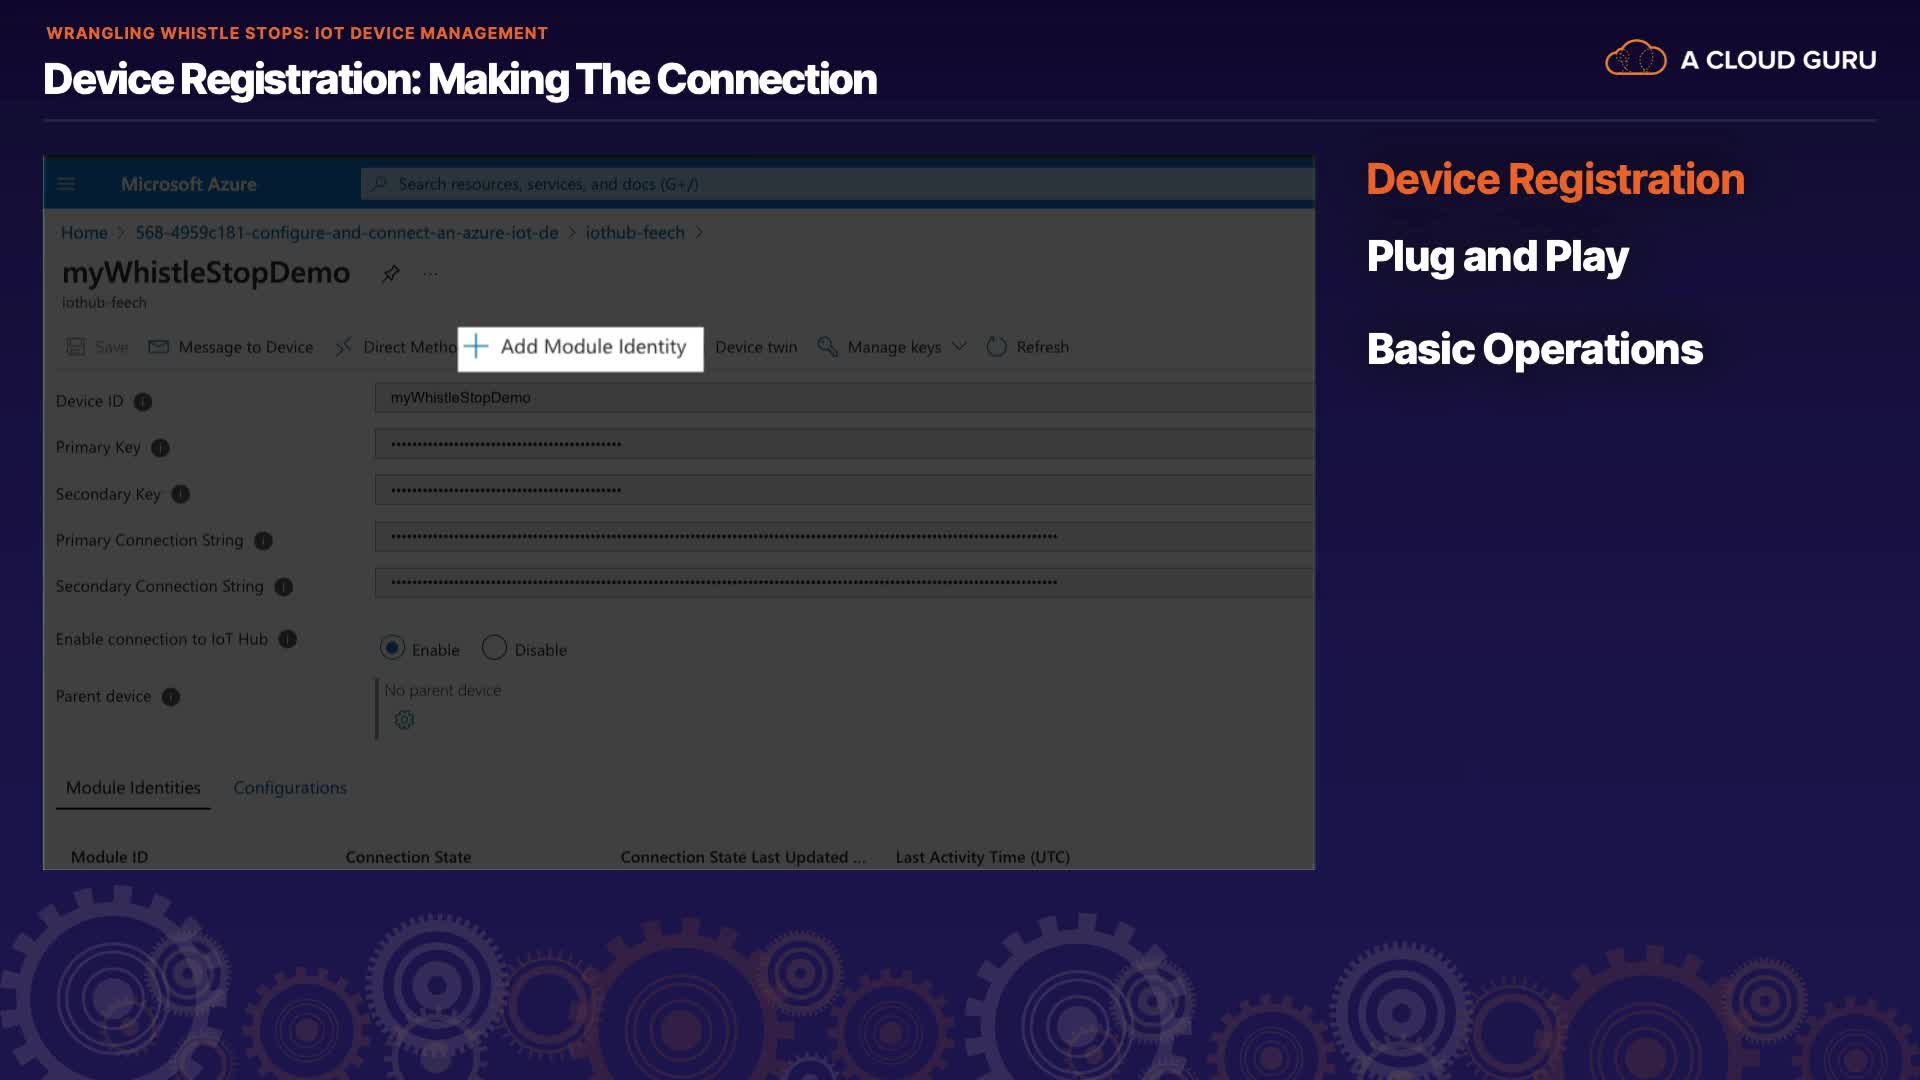 WRANGLING WHISTLE STOPS: IOT DEVICE MANAGEMENT
Device Registration: Making The Connection
A CLOUD GURU
Microsoft Azure
Search resources, services, and docs (G+/)
Home > 568-4959c181-configure-and-connect-an-azure-iot-de > iothub-feech >
myWhistleStopDemo ...
iothub-feech
Save Message to Device Direct Metho + Add Module Identity Device twin Manage keys Refresh
Device ID myWhistleStopDemo
Primary Key
Secondary Key
Primary Connection String
Secondary Connection String
Enable connection to IoT Hub Enable Disable
Parent device No parent device
Module Identities Configurations
Module ID Connection State Connection State Last Updated ... Last Activity Time (UTC)
Device Registration
Plug and Play
Basic Operations